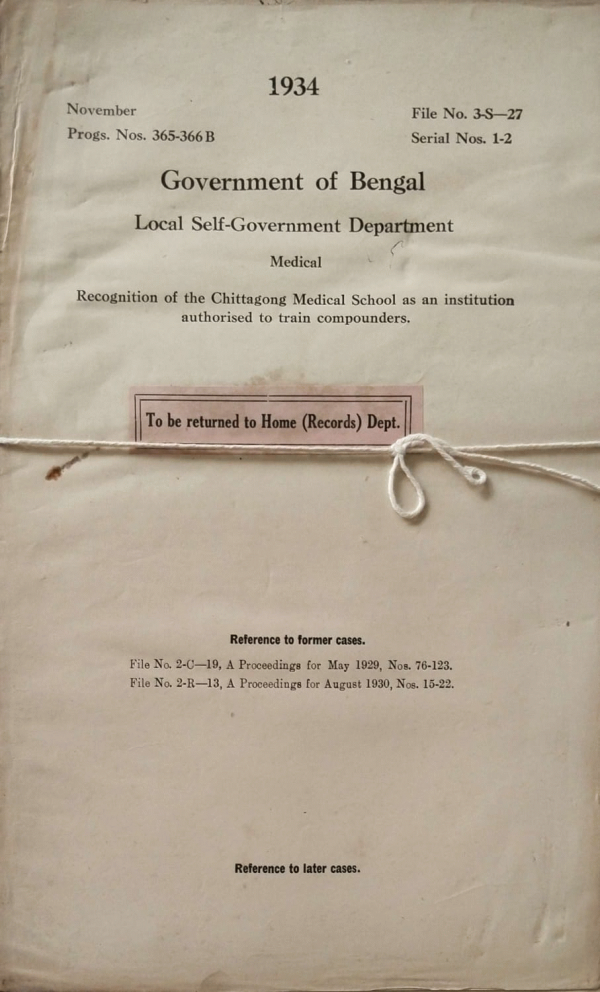 1934
November
File No. 3-S—27
Progs. Nos. 365-366 B
Serial Nos. 1-2
Government of Bengal
Local Self-Government Department
Medical
Recognition of the Chittagong Medical School as an institution
authorised to train compounders.
To be returned to Home (Records) Dept.
Reference to former cases.
File No. 2-C—19, A Proceedings for May 1929, Nos. 76-123.
File No. 2-R—13, A Proceedings for August 1930, Nos. 15-22.
Reference to later cases.